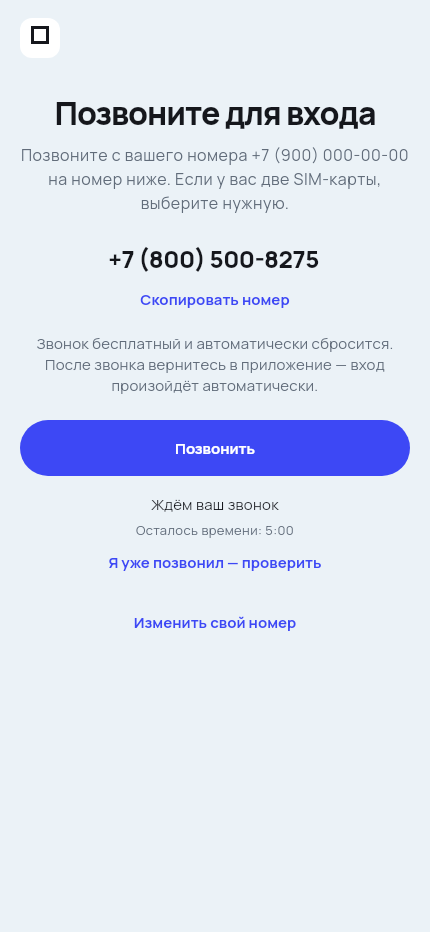 Позвоните для входа
Позвоните с вашего номера +7 (900) 000-00-00
на номер ниже. Если у вас две SIM-карты,
выберите нужную.
+7 (800) 500-8275
Скопировать номер
Звонок бесплатный и автоматически сбросится.
После звонка вернитесь в приложение — вход
произойдёт автоматически.
Позвонить
Ждём ваш звонок
Осталось времени: 5:00
Я уже позвонил — проверить
Изменить свой номер